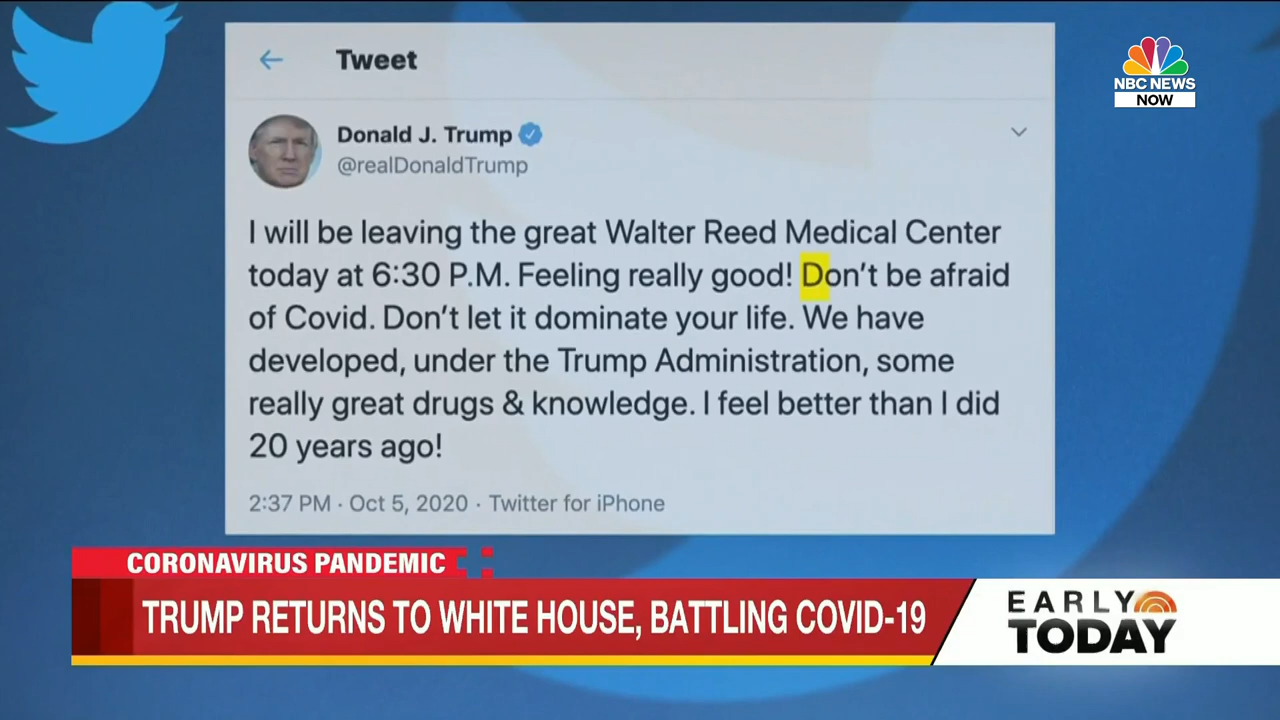 Tweet
NBC NEWS
NOW
Donald J. Trump
@realDonaldTrump
I will be leaving the great Walter Reed Medical Center
today at 6:30 P.M. Feeling really good! Don’t be afraid
of Covid. Don’t let it dominate your life. We have
developed, under the Trump Administration, some
really great drugs & knowledge. I feel better than I did
20 years ago!
2:37 PM · Oct 5, 2020 · Twitter for iPhone
CORONAVIRUS PANDEMIC
TRUMP RETURNS TO WHITE HOUSE, BATTLING COVID-19
EARLY
TODAY